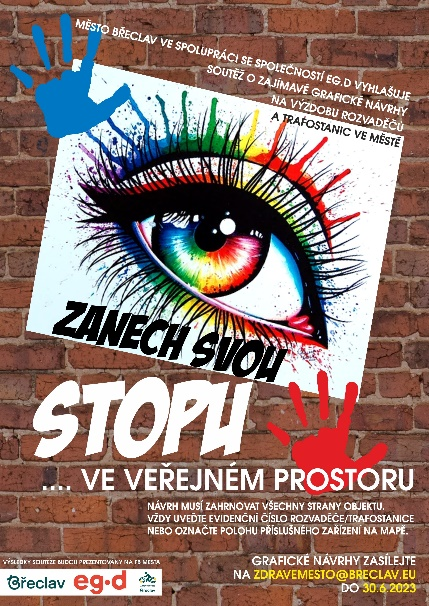 MĚSTO BŘECLAV VE SPOLUPRÁCI SE SPOLEČNOSTÍ EG.D VYHLAŠUJE
SOUTĚŽ O ZAJÍMAVÉ GRAFICKÉ NÁVRHY
NA VÝZDOBU ROZVADĚČŮ
A TRAFOSTANIC VE MĚSTĚ
ZANECH SVOU
STOPU
.... VE VEŘEJNÉM PROSTORU
NÁVRH MUSÍ ZAHRNOVAT VŠECHNY STRANY OBJEKTU.
VŽDY UVEĎTE EVIDENČNÍ ČÍSLO ROZVADĚČE/TRAFOSTANICE
NEBO OZNAČTE POLOHU PŘÍSLUŠNÉHO ZAŘÍZENÍ NA MAPĚ.
VÝSLEDKY SOUTĚŽE BUDOU PREZENTOVÁNY NA FB MĚSTA
Břeclav eg·d
GRAFICKÉ NÁVRHY ZASÍLEJTE
NA ZDRAVEMESTO@BRECLAV.EU
DO 30.6.2023